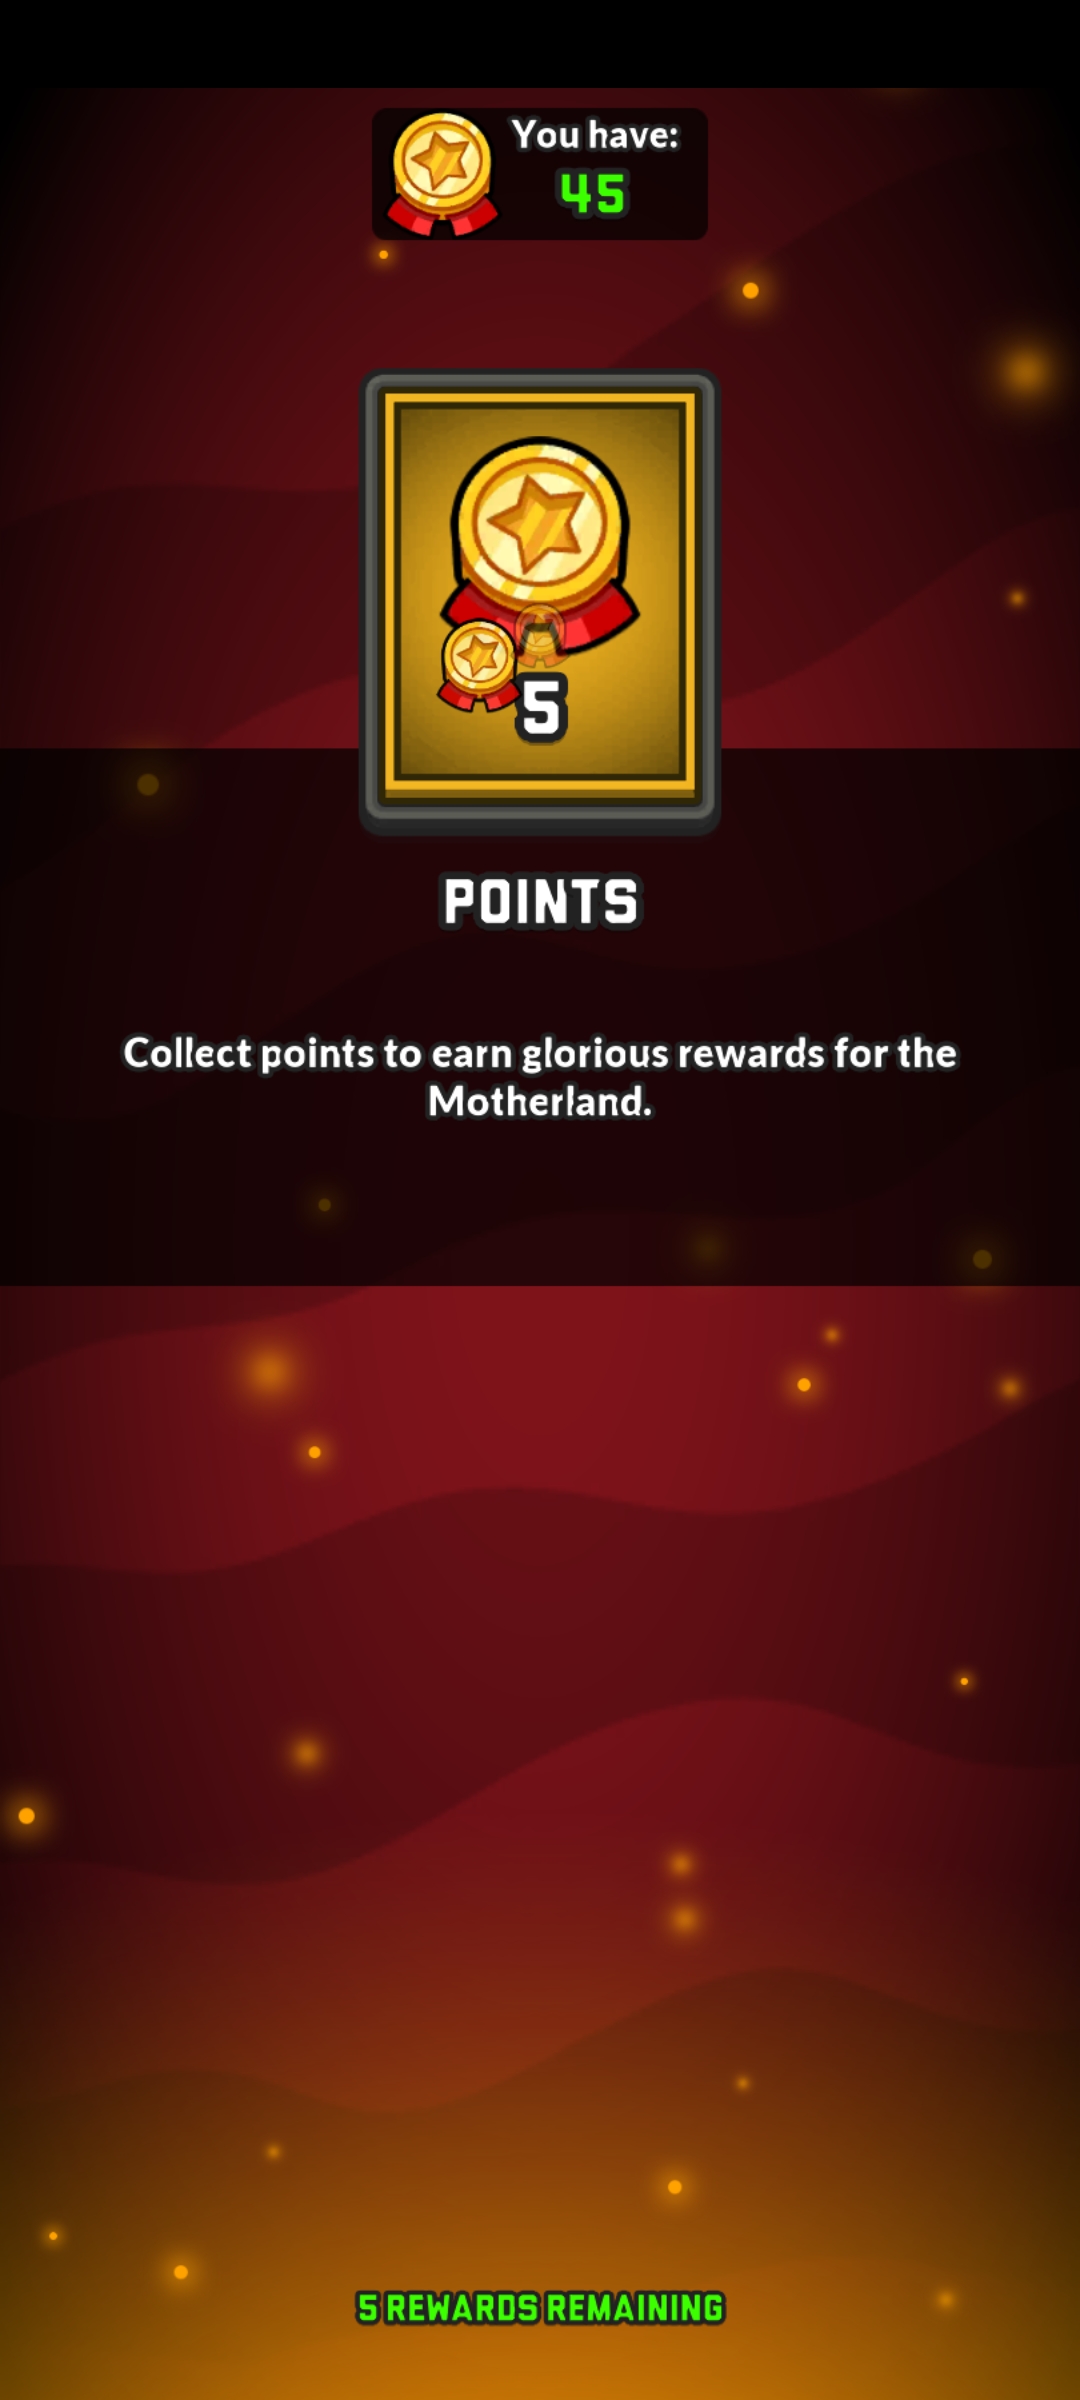 You have:
45
5
POINTS
Collect points to earn glorious rewards for the
Motherland.
5 REWARDS REMAINING